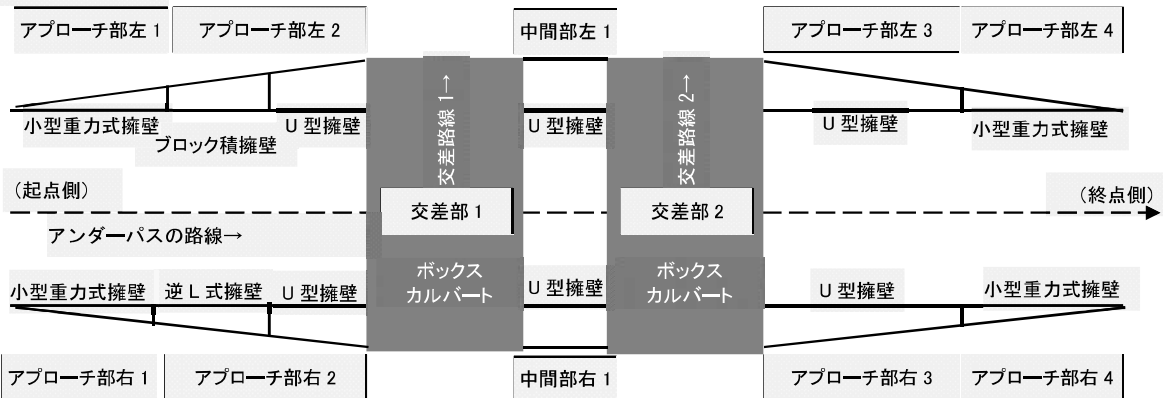 アプローチ部左1
アプローチ部左2
中間部左1
アプローチ部左3
アプローチ部左4
交差路線1→
交差路線2→
小型重力式擁壁
ブロック積擁壁
U型擁壁
U型擁壁
U型擁壁
小型重力式擁壁
(起点側)
(終点側)
交差部1
交差部2
アンダーパスの路線→
ボックス
カルバート
ボックス
カルバート
小型重力式擁壁
逆L式擁壁
U型擁壁
U型擁壁
U型擁壁
小型重力式擁壁
アプローチ部右1
アプローチ部右2
中間部右1
アプローチ部右3
アプローチ部右4